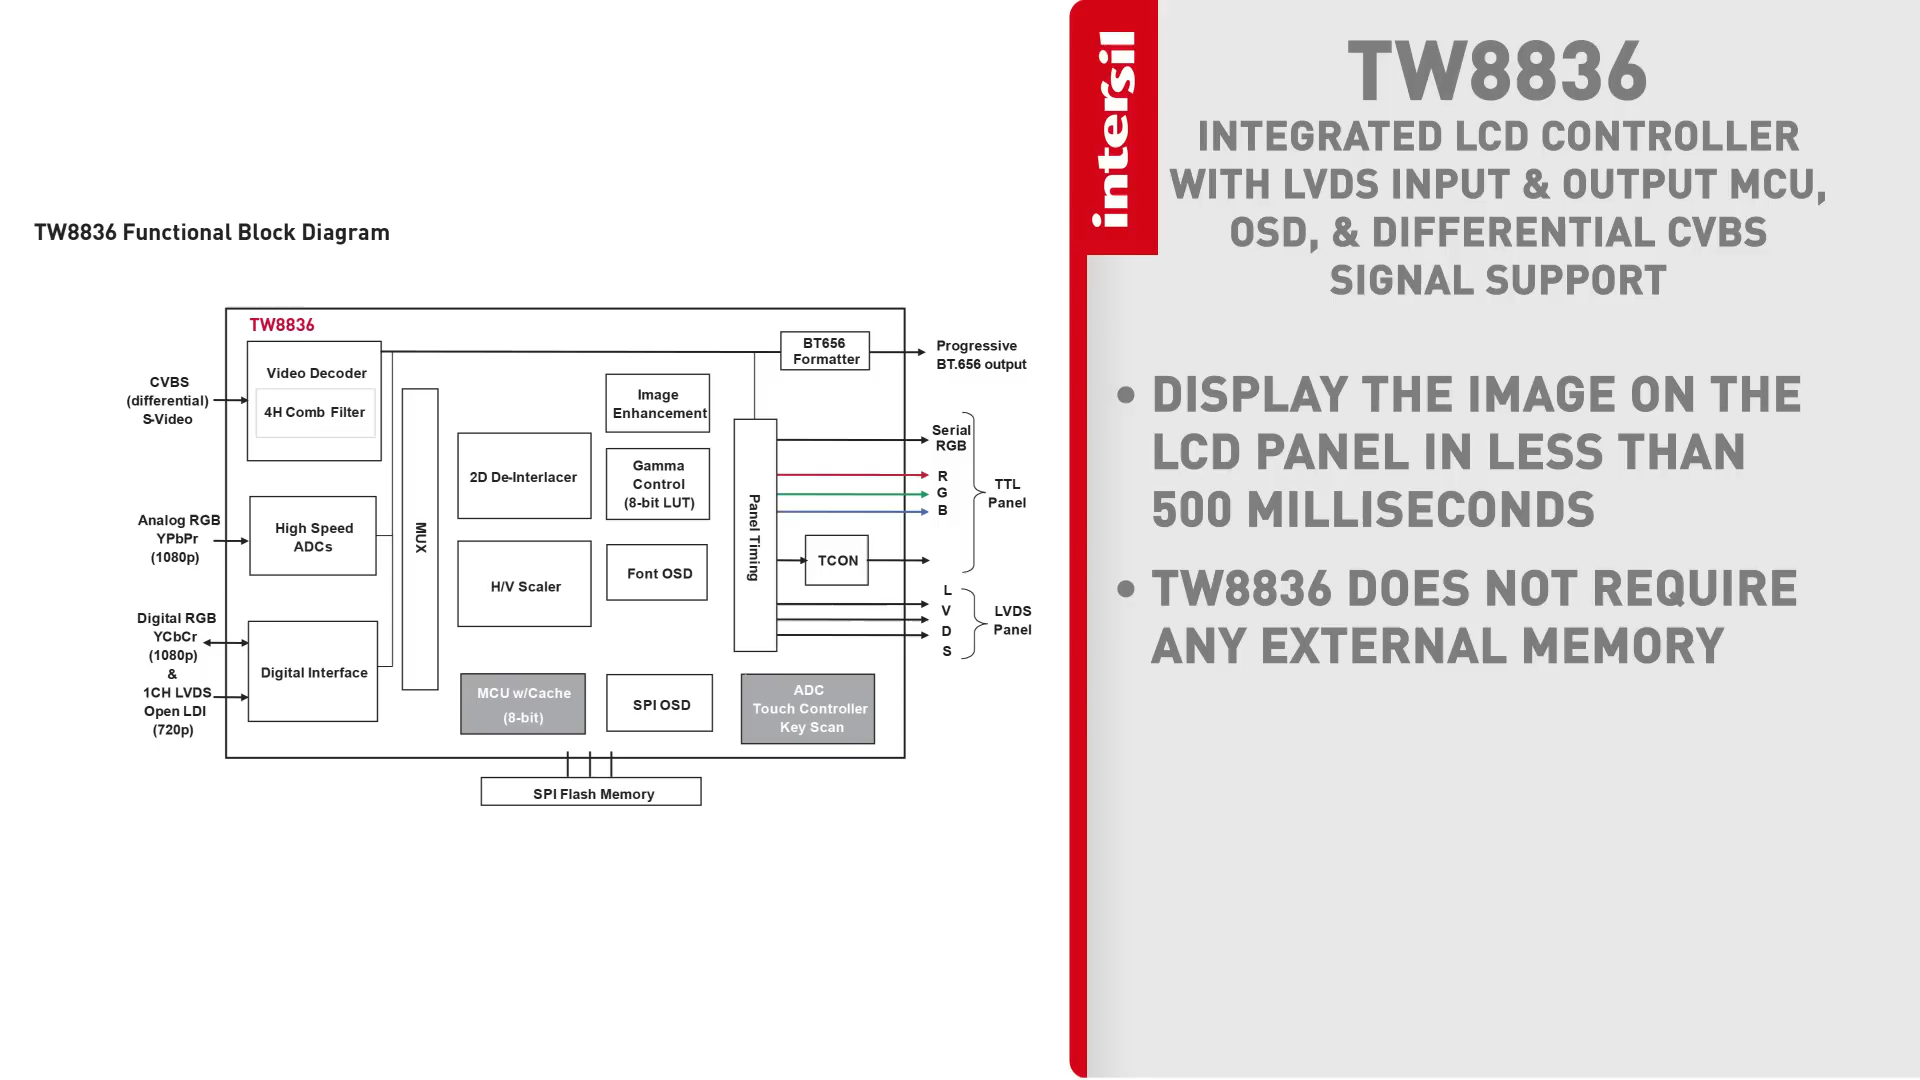 TW8836 Functional Block Diagram
TW8836
Video Decoder
4H Comb Filter
CVBS
(differential)
S-Video
High Speed
ADCs
Analog RGB
YPbPr
(1080p)
Digital Interface
Digital RGB
YCbCr
(1080p)
&
1CH LVDS
Open LDI
(720p)
MUX
2D De-Interlacer
H/V Scaler
MCU w/Cache
(8-bit)
Image
Enhancement
Gamma
Control
(8-bit LUT)
Font OSD
SPI OSD
Panel Timing
BT656
Formatter
TCON
ADC
Touch Controller
Key Scan
Progressive
BT.656 output
Serial
RGB
R
G
B
TTL
Panel
L
V
D
S
LVDS
Panel
SPI Flash Memory
intersil
TW8836
INTEGRATED LCD CONTROLLER
WITH LVDS INPUT & OUTPUT MCU,
OSD, & DIFFERENTIAL CVBS
SIGNAL SUPPORT
• DISPLAY THE IMAGE ON THE
LCD PANEL IN LESS THAN
500 MILLISECONDS
• TW8836 DOES NOT REQUIRE
ANY EXTERNAL MEMORY